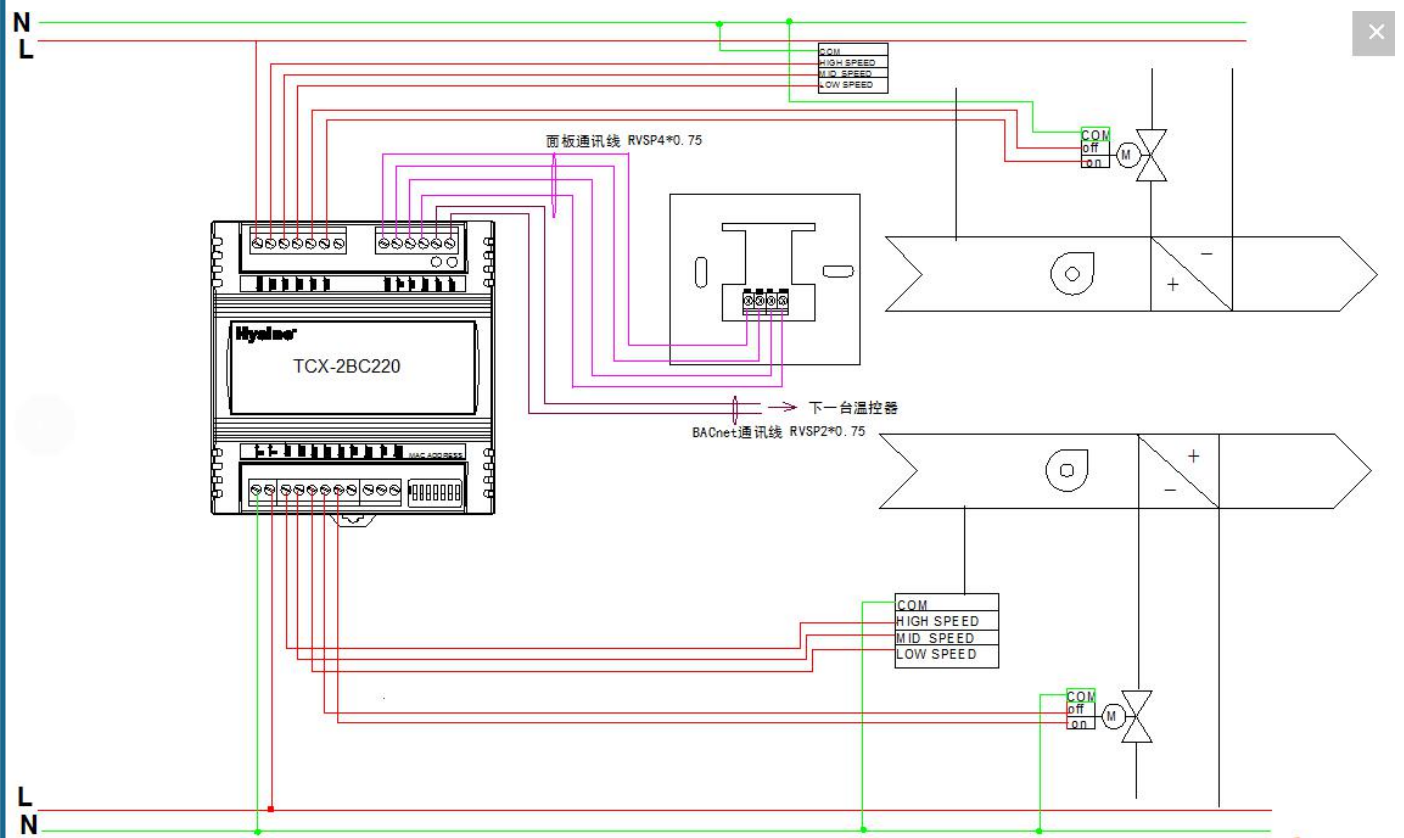 N
L
COM
HIGH SPEED
MID SPEED
LOW SPEED
面板通讯线 RVSP4*0.75
COM
off
on
M
+ −
Hysine
TCX-2BC220
下一台温控器
BACnet通讯线 RVSP2*0.75
+
−
MAC ADDRESS
COM
HIGH SPEED
MID SPEED
LOW SPEED
COM
off
on
M
L
N